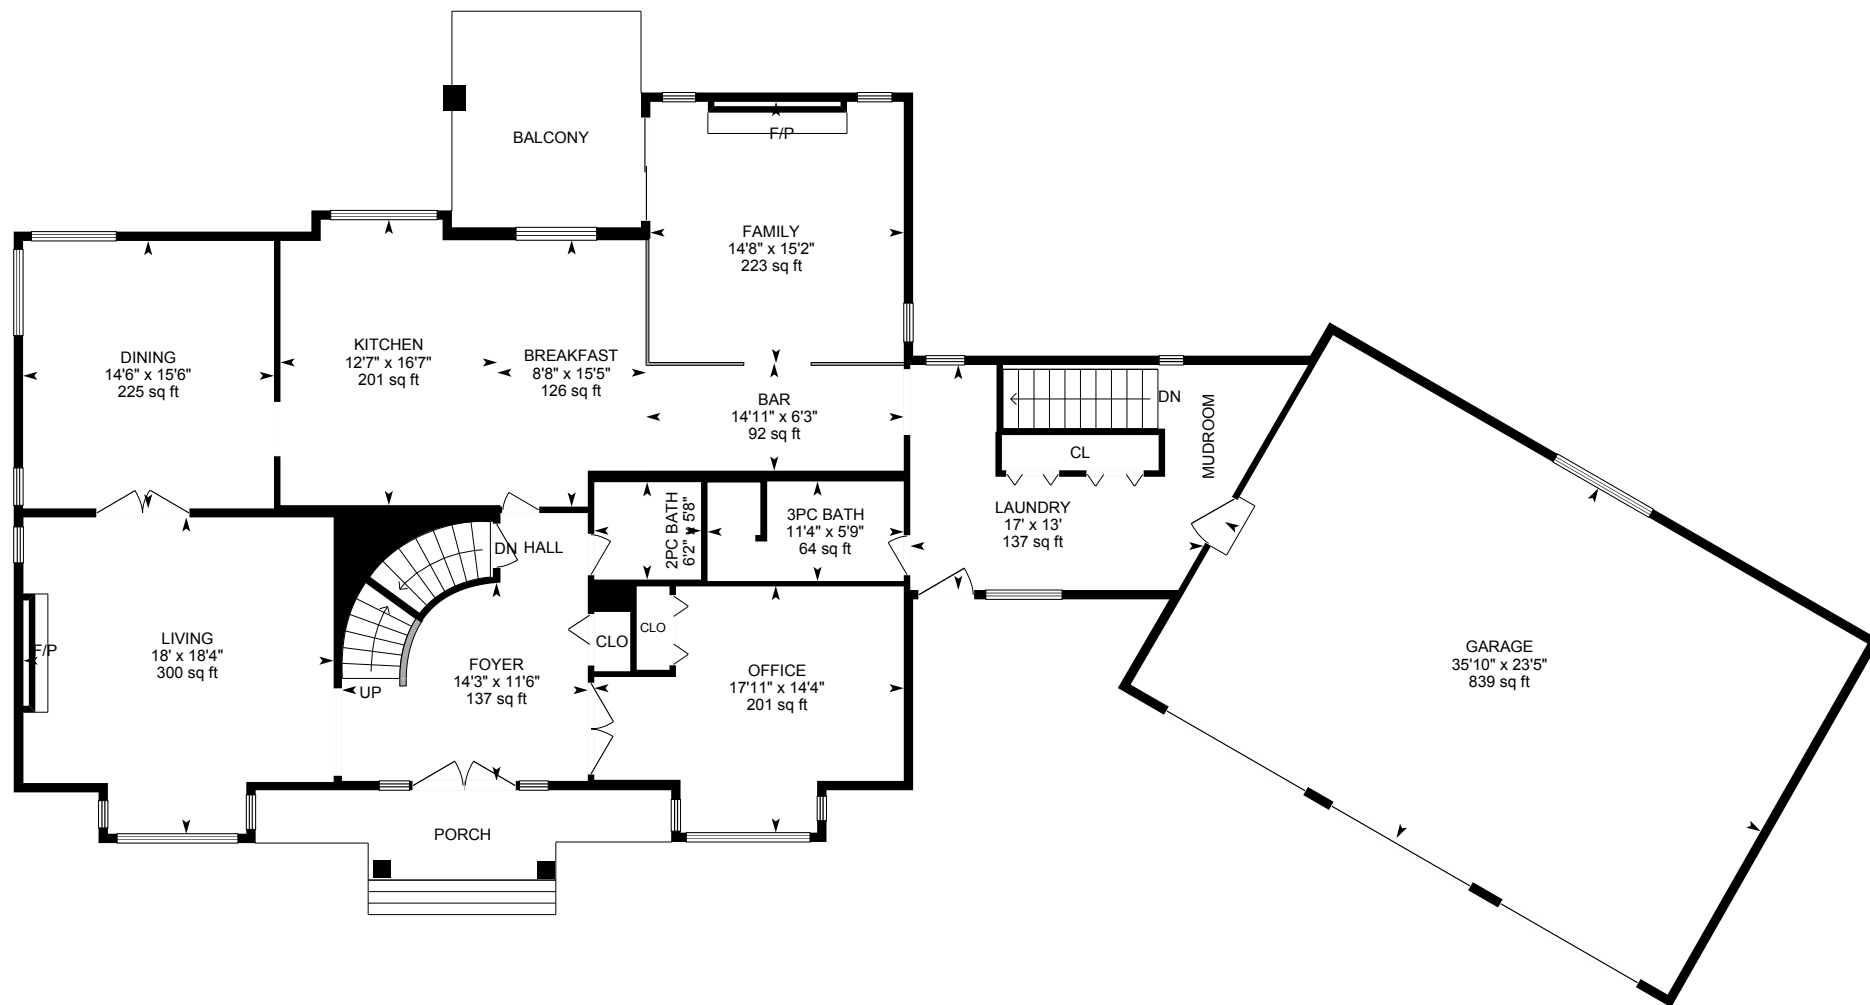 BALCONY
F/P
FAMILY
14'8" x 15'2"
223 sq ft
DINING
14'6" x 15'6"
225 sq ft
KITCHEN
12'7" x 16'7"
201 sq ft
BREAKFAST
8'8" x 15'5"
126 sq ft
BAR
14'11" x 6'3"
92 sq ft
DN
MUDROOM
CL
LAUNDRY
17' x 13'
137 sq ft
2PC BATH
6'2" x 5'8"
3PC BATH
11'4" x 5'9"
64 sq ft
DN
HALL
F/P
LIVING
18' x 18'4"
300 sq ft
UP
FOYER
14'3" x 11'6"
137 sq ft
CLO
CLO
OFFICE
17'11" x 14'4"
201 sq ft
GARAGE
35'10" x 23'5"
839 sq ft
PORCH